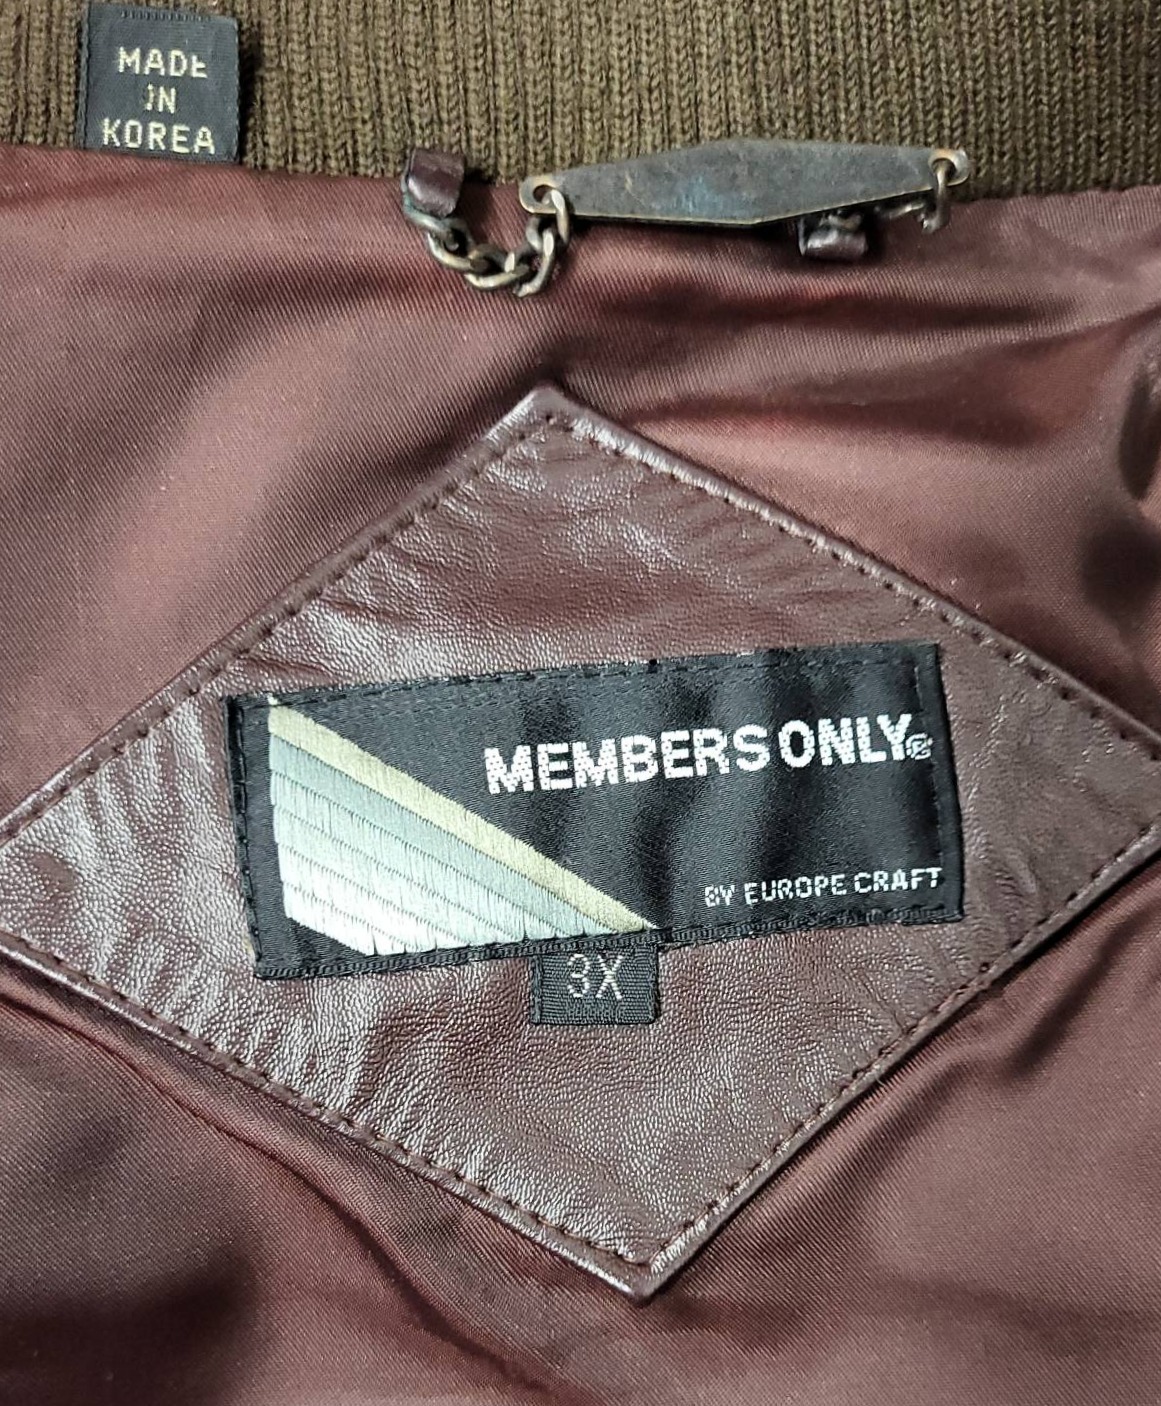 MADE
IN
KOREA
MEMBERS ONLY®
BY EUROPE CRAFT
3X